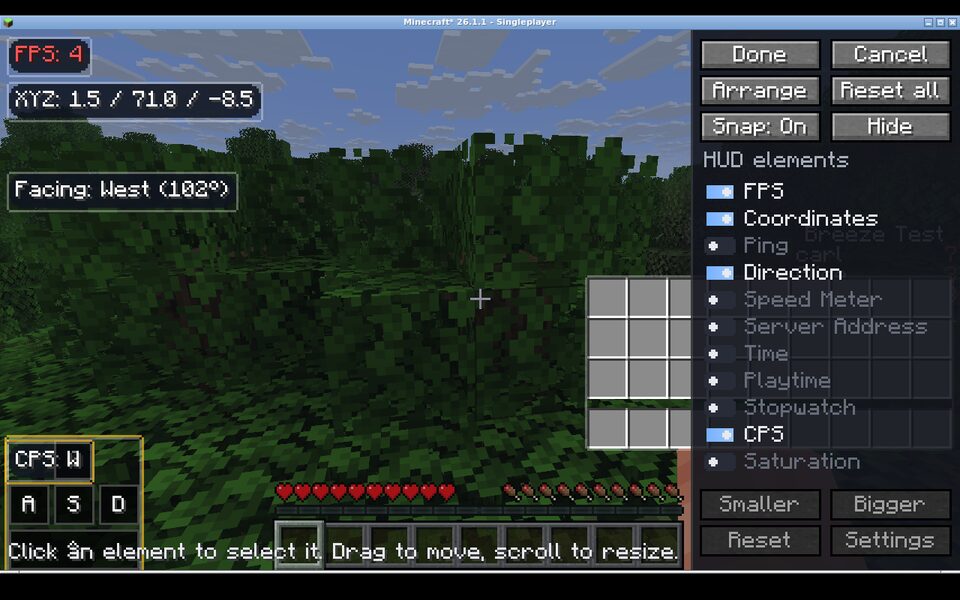 Minecraft* 26.1.1 - Singleplayer
FPS: 4
XYZ: 1.5 / 71.0 / -8.5
Facing: West (102°)
Done
Cancel
Arrange
Reset all
Snap: On
Hide
HUD elements
FPS
Coordinates
Ping
Direction
Speed Meter
Server Address
Time
Playtime
Stopwatch
CPS
Saturation
Smaller
Bigger
Reset
Settings
CPS: W
A S D
Click an element to select it. Drag to move, scroll to resize.